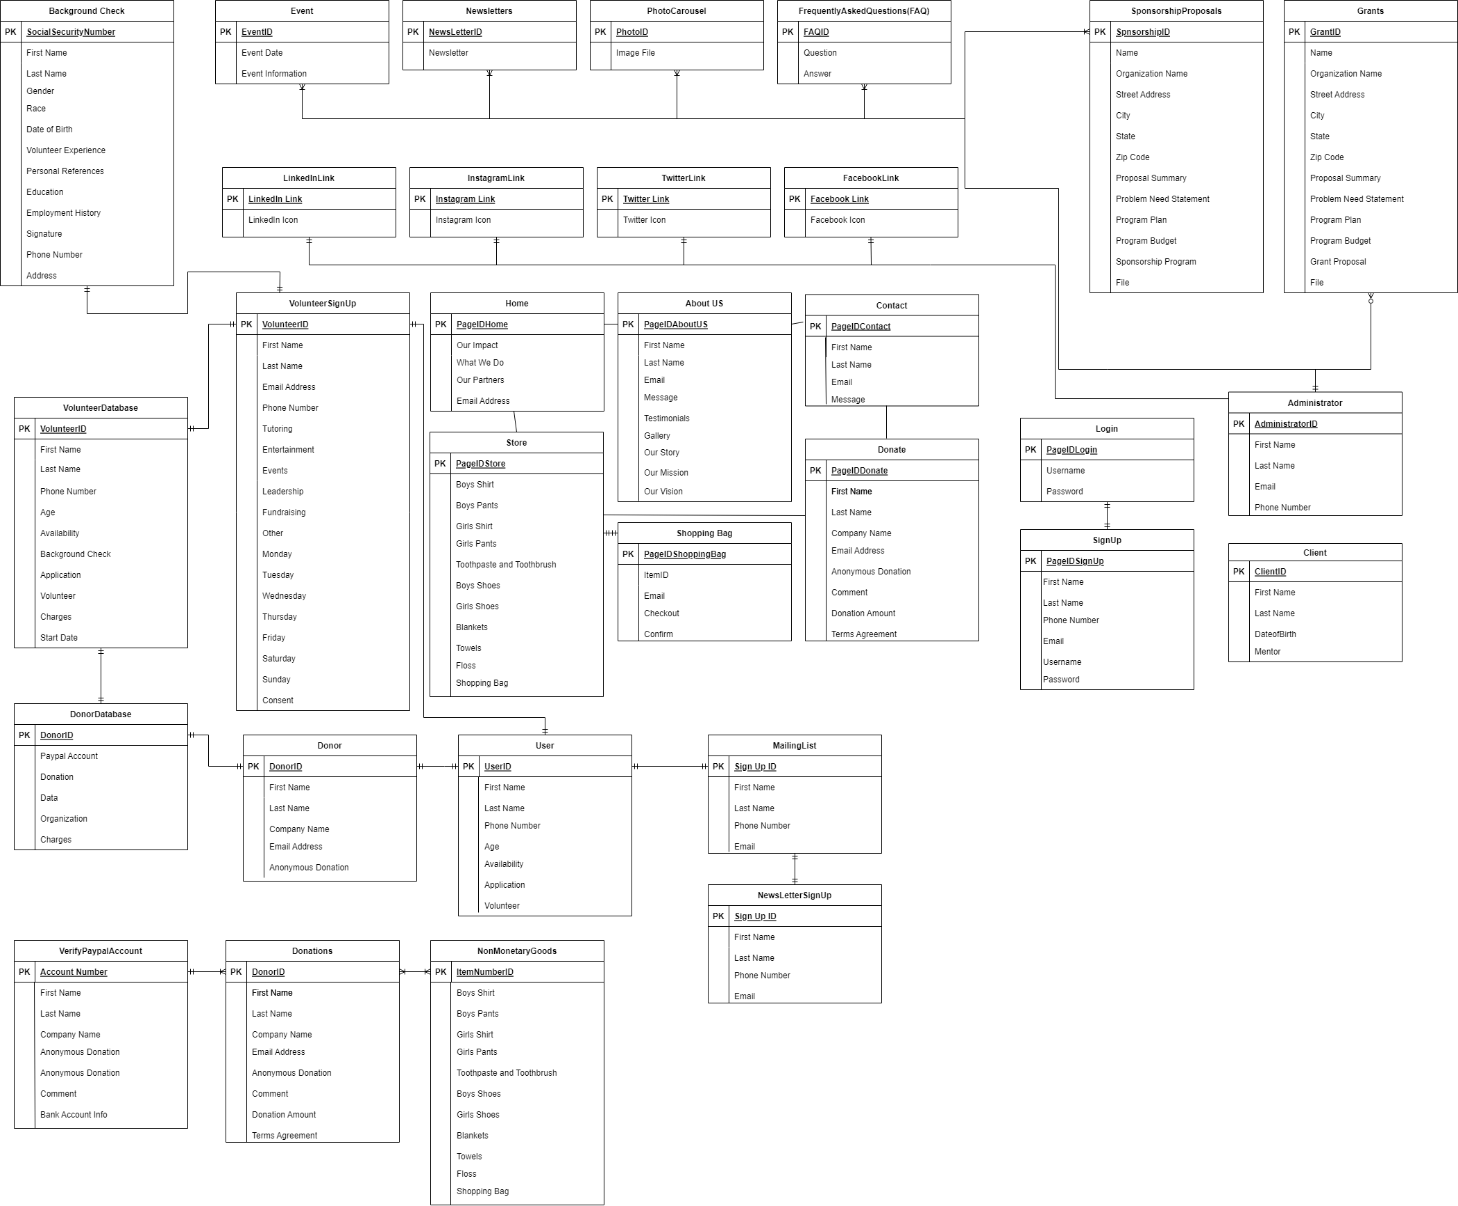 Background Check
PK SocialSecurityNumber
First Name
Last Name
Gender
Race
Date of Birth
Volunteer Experience
Personal References
Education
Employment History
Signature
Phone Number
Address
Event
PK EventID
Event Date
Event Information
Newsletters
PK NewsLetterID
Newsletter
PhotoCarousel
PK PhotoID
Image File
FrequentlyAskedQuestions(FAQ)
PK FAQID
Question
Answer
SponsorshipProposals
PK SpnsorshipID
Name
Organization Name
Street Address
City
State
Zip Code
Proposal Summary
Problem Need Statement
Program Plan
Program Budget
Sponsorship Program
File
Grants
PK GrantID
Name
Organization Name
Street Address
City
State
Zip Code
Proposal Summary
Problem Need Statement
Program Plan
Program Budget
Grant Proposal
File
LinkedInLink
PK LinkedIn Link
LinkedIn Icon
InstagramLink
PK Instagram Link
Instagram Icon
TwitterLink
PK Twitter Link
Twitter Icon
FacebookLink
PK Facebook Link
Facebook Icon
VolunteerSignUp
PK VolunteerID
First Name
Last Name
Email Address
Phone Number
Tutoring
Entertainment
Events
Leadership
Fundraising
Other
Monday
Tuesday
Wednesday
Thursday
Friday
Saturday
Sunday
Consent
Home
PK PageIDHome
Our Impact
What We Do
Our Partners
Email Address
About US
PK PageIDAboutUS
First Name
Last Name
Email
Message
Testimonials
Gallery
Our Story
Our Mission
Our Vision
Contact
PK PageIDContact
First Name
Last Name
Email
Message
VolunteerDatabase
PK VolunteerID
First Name
Last Name
Phone Number
Age
Availability
Background Check
Application
Volunteer
Charges
Start Date
Store
PK PageIDStore
Boys Shirt
Boys Pants
Girls Shirt
Girls Pants
Toothpaste and Toothbrush
Boys Shoes
Girls Shoes
Blankets
Towels
Floss
Shopping Bag
Shopping Bag
PK PageIDShoppingBag
ItemID
Email
Checkout
Confirm
Donate
PK PageIDDonate
First Name
Last Name
Company Name
Email Address
Anonymous Donation
Comment
Donation Amount
Terms Agreement
Login
PK PageIDLogin
Username
Password
Administrator
PK AdministratorID
First Name
Last Name
Email
Phone Number
SignUp
PK PageIDSignUp
First Name
Last Name
Phone Number
Email
Username
Password
Client
PK ClientID
First Name
Last Name
DateofBirth
Mentor
DonorDatabase
PK DonorID
Paypal Account
Donation
Data
Organization
Charges
Donor
PK DonorID
First Name
Last Name
Company Name
Email Address
Anonymous Donation
User
PK UserID
First Name
Last Name
Phone Number
Age
Availability
Application
Volunteer
MailingList
PK Sign Up ID
First Name
Last Name
Phone Number
Email
NewsLetterSignUp
PK Sign Up ID
First Name
Last Name
Phone Number
Email
VerifyPaypalAccount
PK Account Number
First Name
Last Name
Company Name
Anonymous Donation
Anonymous Donation
Comment
Bank Account Info
Donations
PK DonorID
First Name
Last Name
Company Name
Email Address
Anonymous Donation
Comment
Donation Amount
Terms Agreement
NonMonetaryGoods
PK ItemNumberID
Boys Shirt
Boys Pants
Girls Shirt
Girls Pants
Toothpaste and Toothbrush
Boys Shoes
Girls Shoes
Blankets
Towels
Floss
Shopping Bag